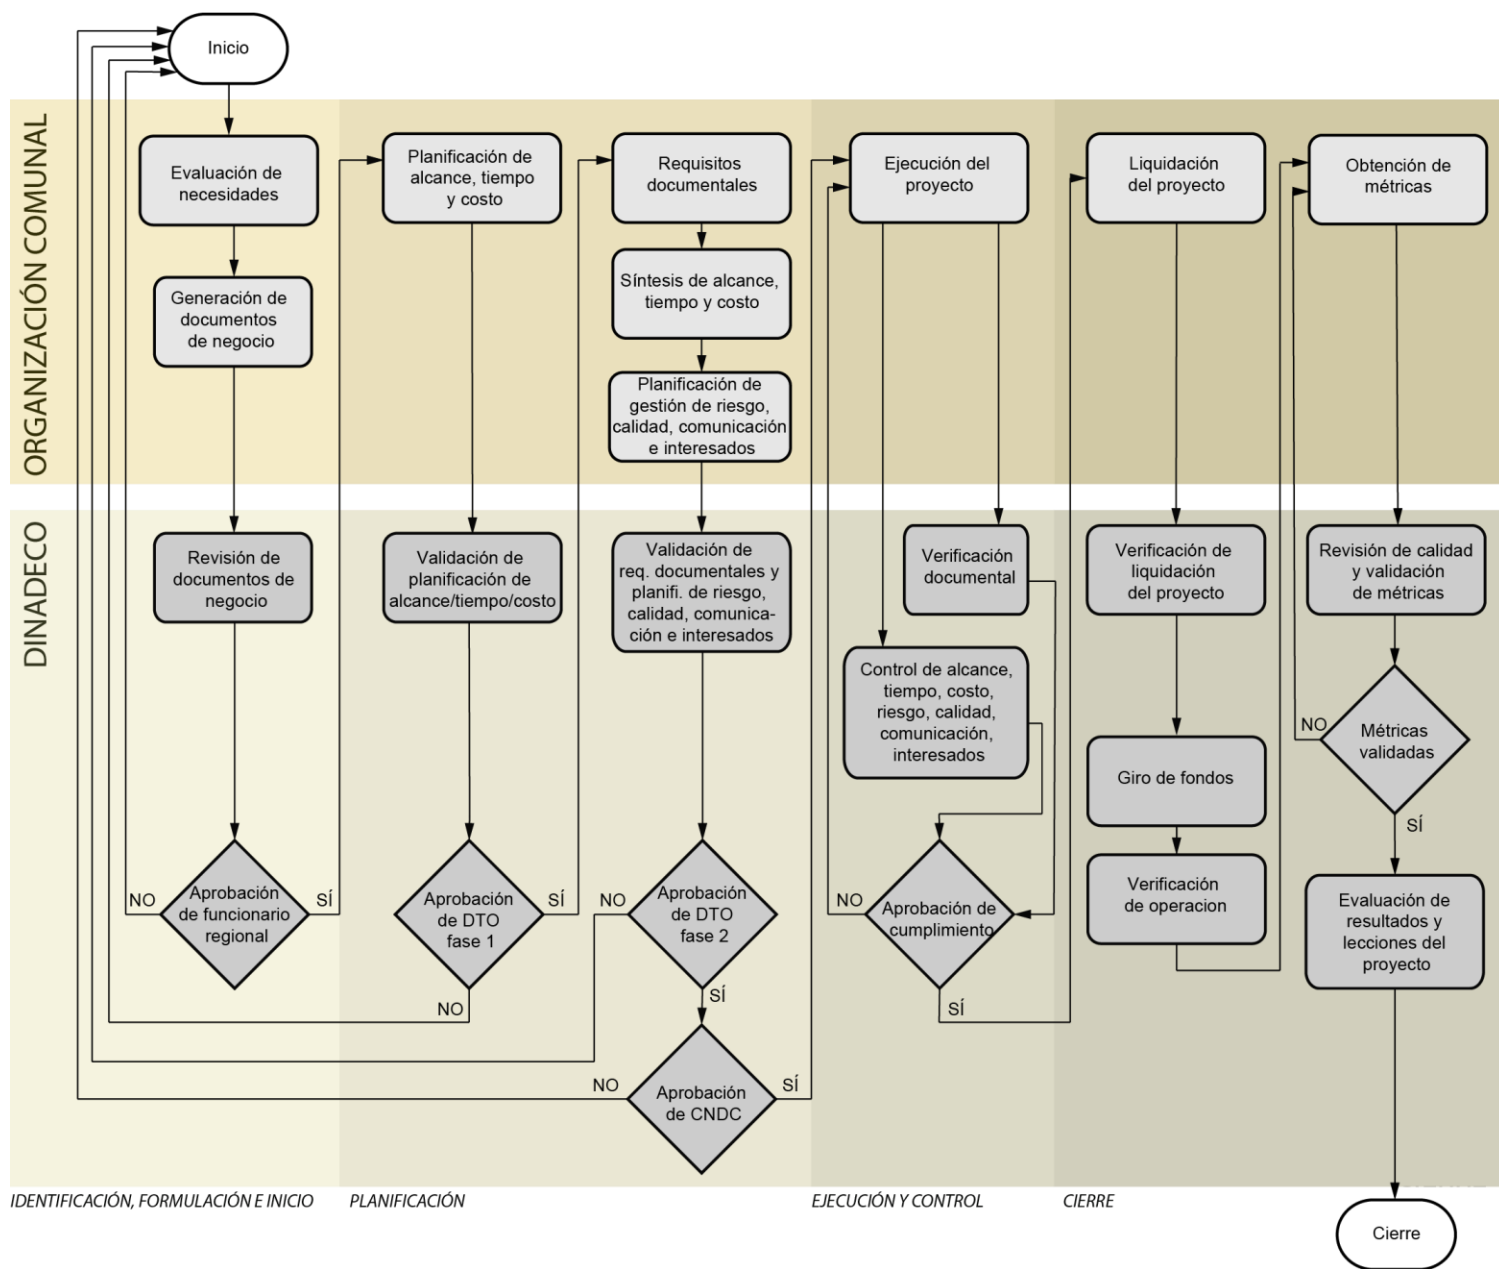 Inicio
ORGANIZACIÓN COMUNAL
Evaluación de
necesidades
Generación de
documentos
de negocio
Planificación de
alcance, tiempo
y costo
Requisitos
documentales
Síntesis de alcance,
tiempo y costo
Planificación de
gestión de riesgo,
calidad, comunicación
e interesados
Ejecución del
proyecto
Liquidación
del proyecto
Obtención de
métricas
DINADECO
Revisión de
documentos de
negocio
Validación de
planificación de
alcance/tiempo/costo
Validación de
req. documentales y
planifi. de riesgo,
calidad, comunica-
ción e interesados
Verificación
documental
Control de alcance,
tiempo, costo,
riesgo, calidad,
comunicación,
interesados
Verificación de
liquidación
del proyecto
Giro de fondos
Verificación
de operacion
Revisión de calidad
y validación
de métricas
NO
Métricas
validadas
SÍ
Evaluación de
resultados y
lecciones del
proyecto
NO
Aprobación
de funcionario
regional
SÍ
Aprobación
de DTO
fase 1
SÍ
NO
NO
Aprobación
de DTO
fase 2
SÍ
NO
Aprobación
de CNDC
SÍ
NO
Aprobación de
cumplimiento
SÍ
IDENTIFICACIÓN, FORMULACIÓN E INICIO
PLANIFICACIÓN
EJECUCIÓN Y CONTROL
CIERRE
Cierre